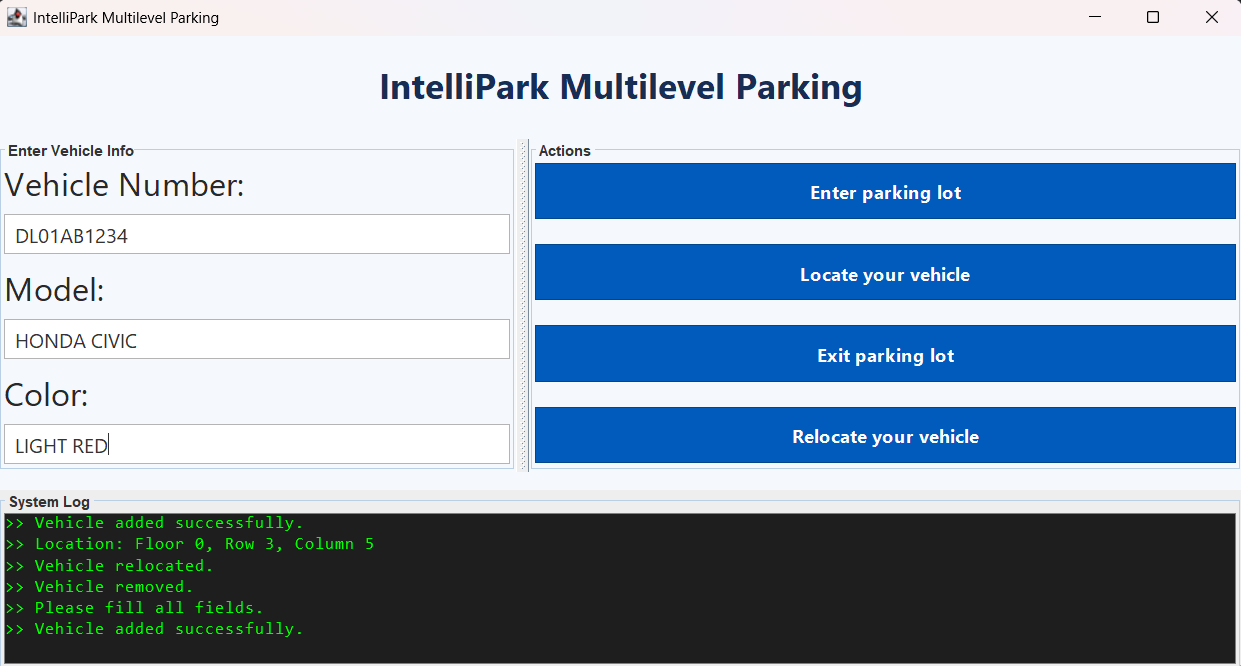 IntelliPark Multilevel Parking
IntelliPark Multilevel Parking
Enter Vehicle Info
Vehicle Number:
DL01AB1234
Model:
HONDA CIVIC
Color:
LIGHT RED
Actions
Enter parking lot
Locate your vehicle
Exit parking lot
Relocate your vehicle
System Log
>> Vehicle added successfully.
>> Location: Floor 0, Row 3, Column 5
>> Vehicle relocated.
>> Vehicle removed.
>> Please fill all fields.
>> Vehicle added successfully.